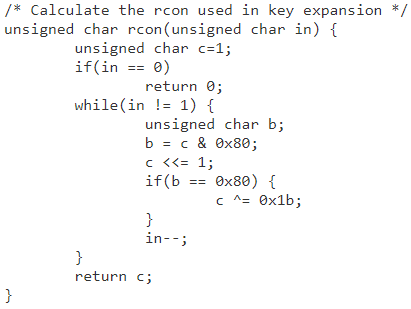 /* Calculate the rcon used in key expansion */
unsigned char rcon(unsigned char in) {
        unsigned char c=1;
        if(in == 0)
                return 0;
        while(in != 1) {
                unsigned char b;
                b = c & 0x80;
                c <<= 1;
                if(b == 0x80) {
                        c ^= 0x1b;
                }
                in--;
        }
        return c;
}